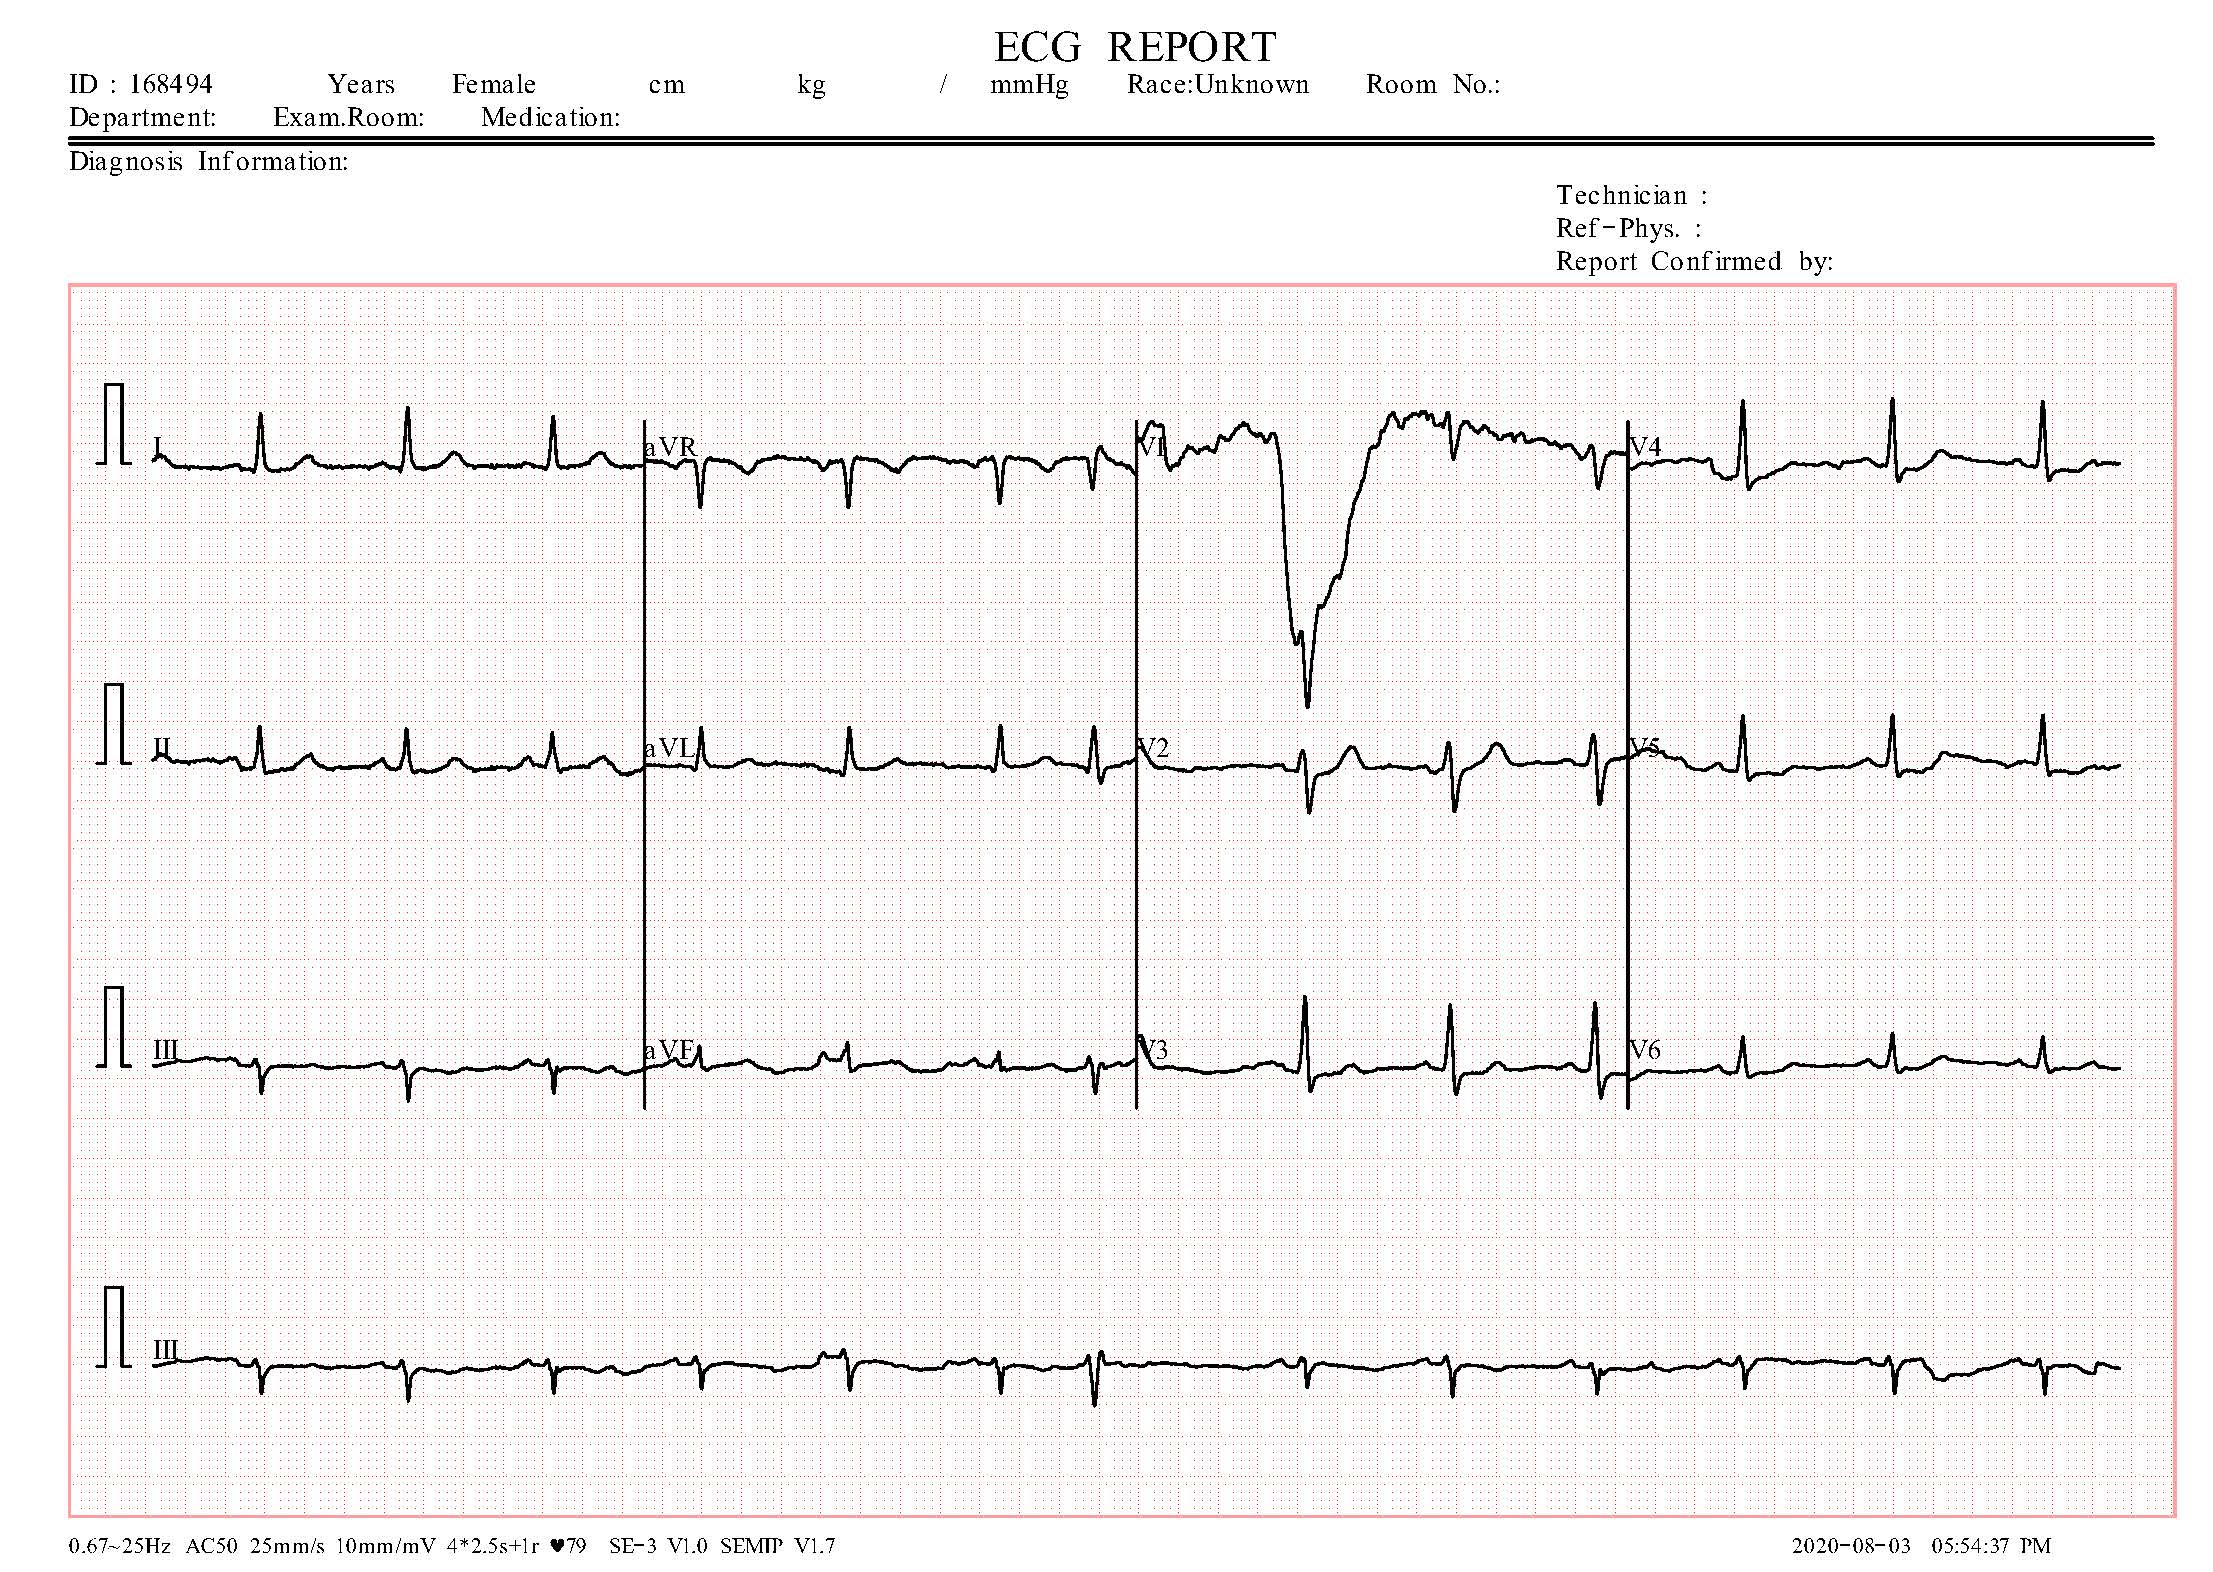 ECG REPORT
ID : 168494 Years Female cm kg / mmHg Race:Unknown Room No.:
Department: Exam.Room: Medication:
Diagnosis Information:
Technician :
Ref-Phys. :
Report Confirmed by:
I aVR V1 V4
II aVL V2 V5
III aVF V3 V6
III
0.67~25Hz AC50 25mm/s 10mm/mV 4*2.5s+1r ♥79 SE-3 V1.0 SEMIP V1.7 2020-08-03 05:54:37 PM